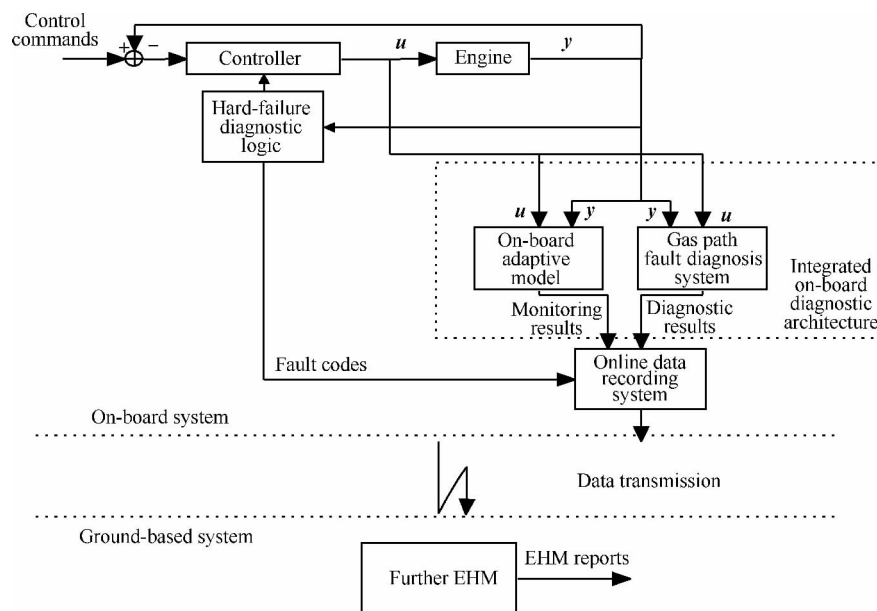 Control
commands
+
−
Controller
u
Engine
y
Hard-failure
diagnostic
logic
u
y
y
u
On-board
adaptive
model
Gas path
fault diagnosis
system
Integrated
on-board
diagnostic
architecture
Monitoring
results
Diagnostic
results
Fault codes
Online data
recording
system
On-board system
Data transmission
Ground-based system
Further EHM
EHM reports